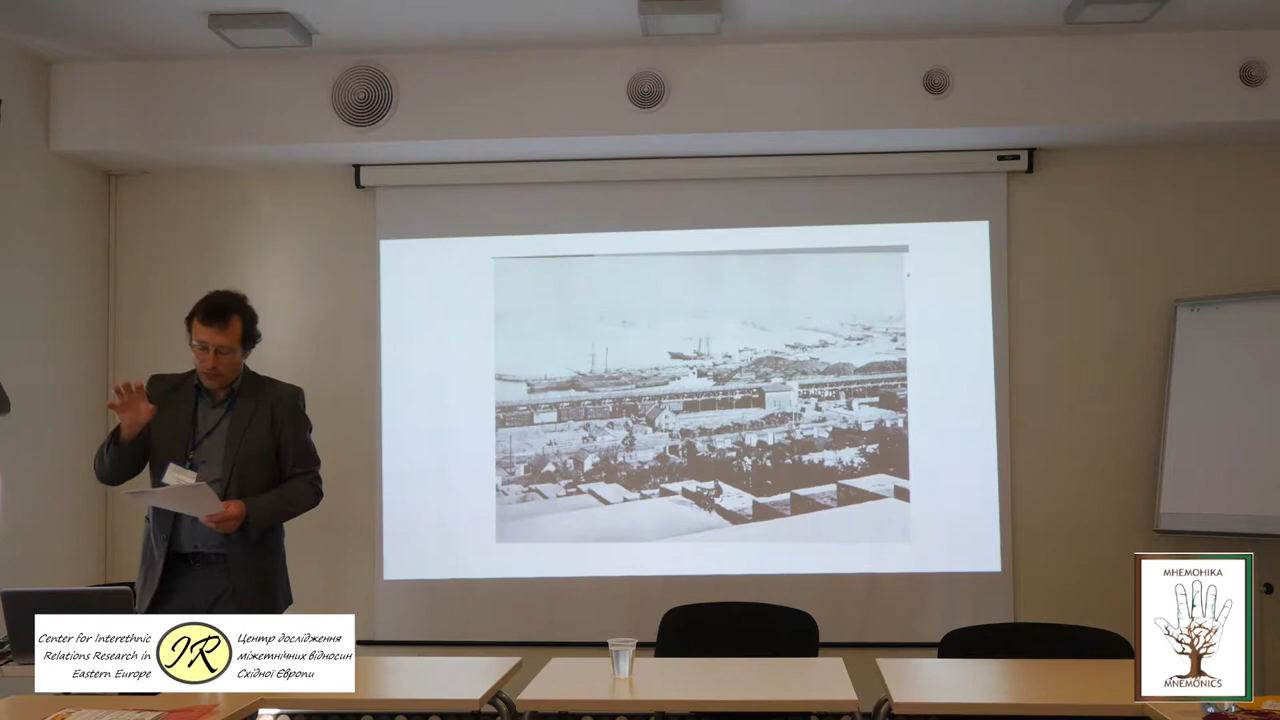 Center for Interethnic
Relations Research in
Eastern Europe
IR
Центр дослідження
міжетнічних відносин
Східної Європи
МНЕМОНІКА
MNEMONICS